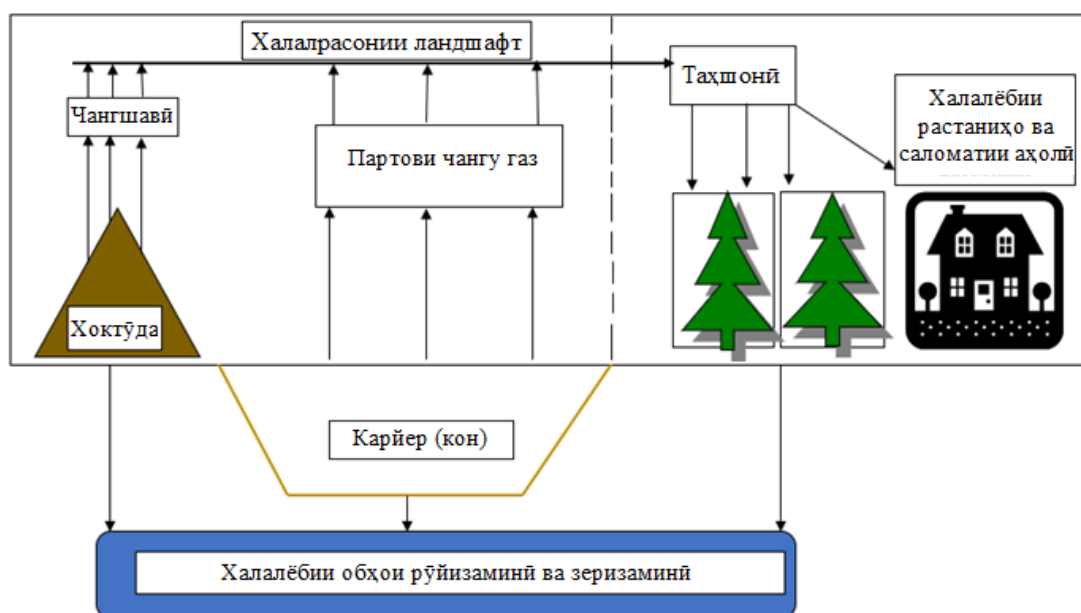 Халалрасонии ландшафт
Таҳшонӣ
Чангшавӣ
Халалёбии
растаниҳо ва
саломатии аҳолӣ
Партови чангу газ
Хоктӯда
Карйер (кон)
Халалёбии обҳои рӯйизаминӣ ва зеризаминӣ